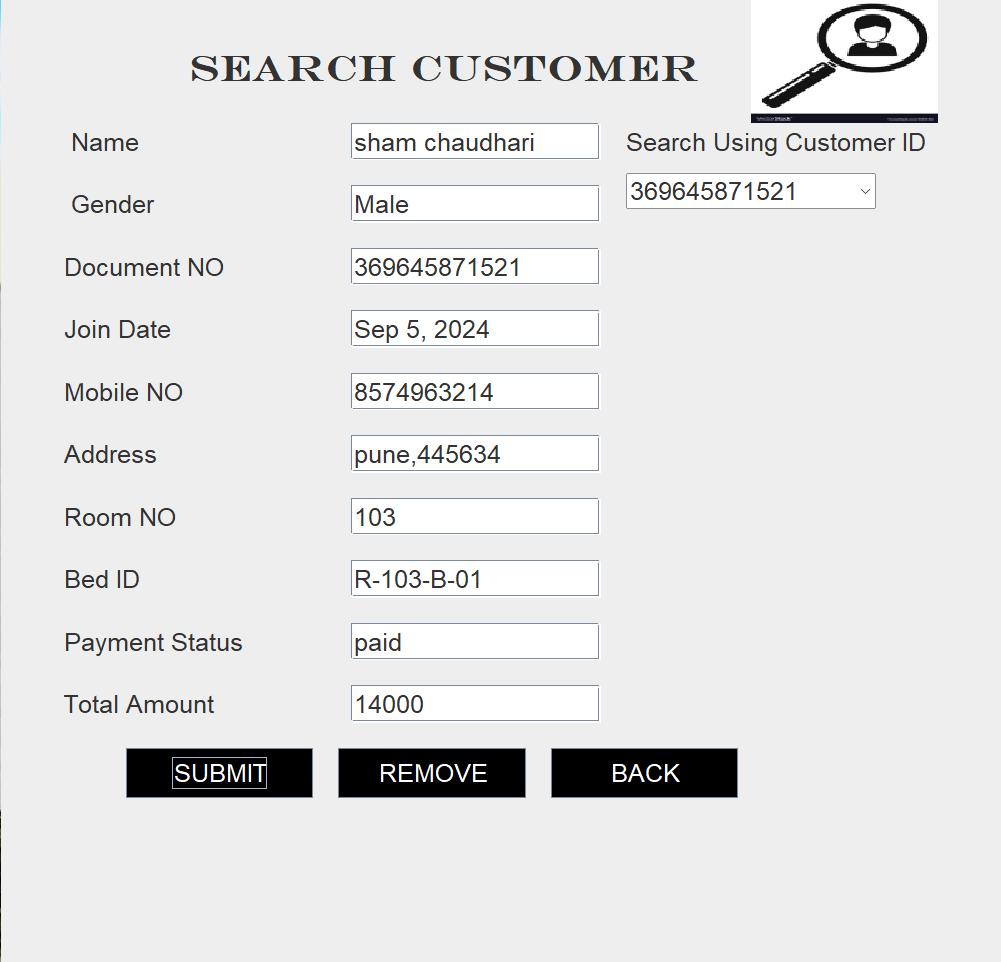 SEARCH CUSTOMER
Name sham chaudhari Search Using Customer ID
Gender Male 369645871521
Document NO 369645871521
Join Date Sep 5, 2024
Mobile NO 8574963214
Address pune,445634
Room NO 103
Bed ID R-103-B-01
Payment Status paid
Total Amount 14000
SUBMIT REMOVE BACK